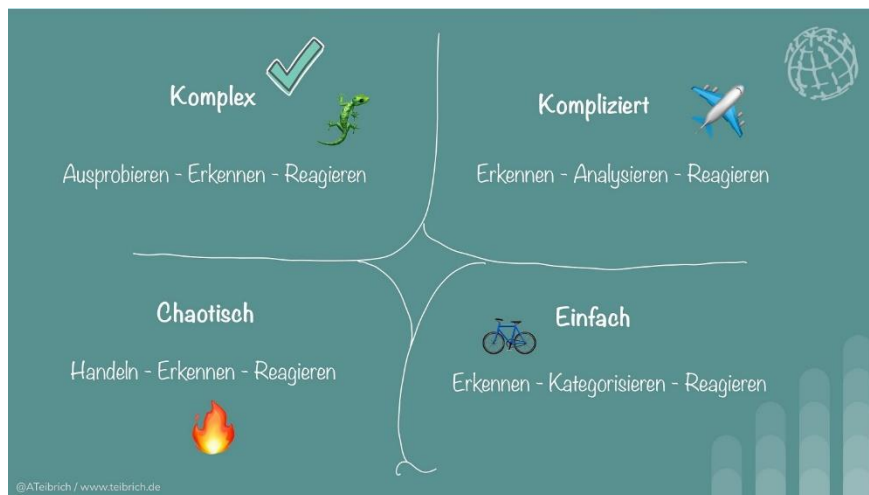 Komplex
Ausprobieren - Erkennen - Reagieren
Kompliziert
Erkennen - Analysieren - Reagieren
Chaotisch
Handeln - Erkennen - Reagieren
Einfach
Erkennen - Kategorisieren - Reagieren
@ATeibrich / www.teibrich.de